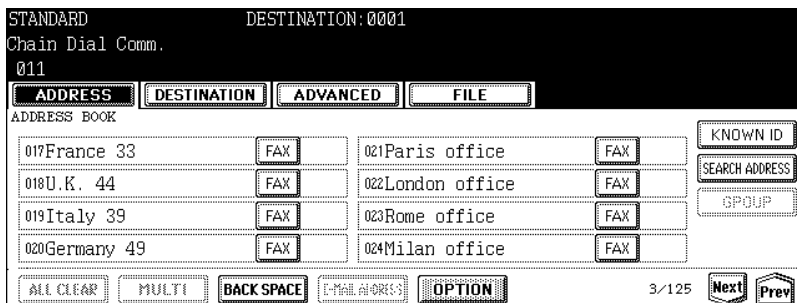 STANDARD DESTINATION:0001
Chain Dial Comm.
011
ADDRESS DESTINATION ADVANCED FILE
ADDRESS BOOK
KNOWN ID
017France 33 FAX 021Paris office FAX
SEARCH ADDRESS
018U.K. 44 FAX 022London office FAX
GPOUP
019Italy 39 FAX 023Rome office FAX
020Germany 49 FAX 024Milan office FAX
ALL CLEAR MULTI BACK SPACE E-MAIL ADDRESS OPTION 3/125 Next Prev